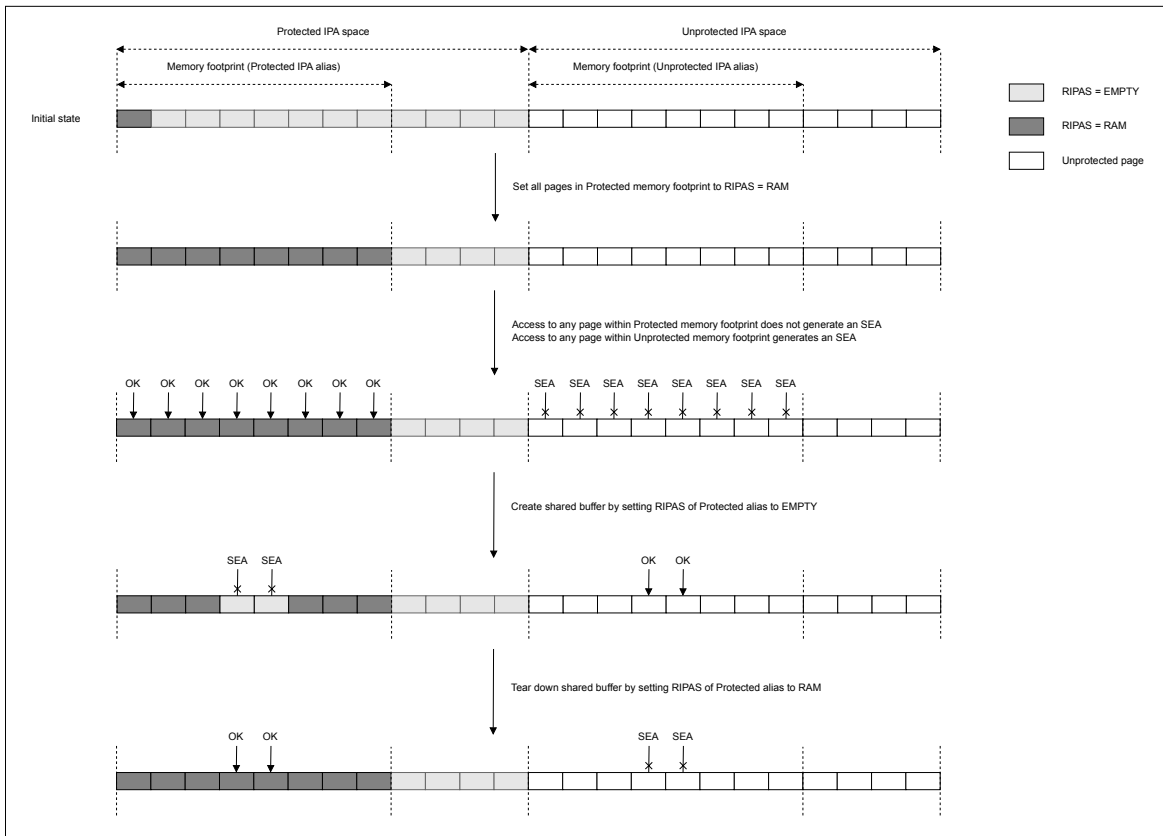 Protected IPA space
Unprotected IPA space
Memory footprint (Protected IPA alias)
Memory footprint (Unprotected IPA alias)
RIPAS = EMPTY
Initial state
RIPAS = RAM
Unprotected page
Set all pages in Protected memory footprint to RIPAS = RAM
Access to any page within Protected memory footprint does not generate an SEA
Access to any page within Unprotected memory footprint generates an SEA
OK OK OK OK OK OK OK OK
SEA SEA SEA SEA SEA SEA SEA SEA
Create shared buffer by setting RIPAS of Protected alias to EMPTY
SEA SEA
OK OK
Tear down shared buffer by setting RIPAS of Protected alias to RAM
OK OK
SEA SEA